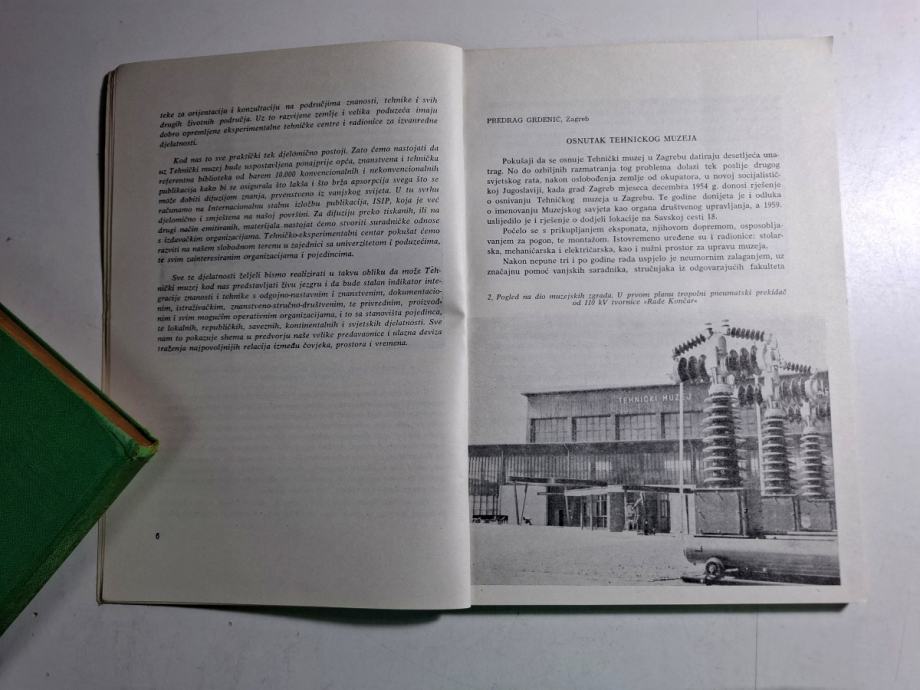 teke za orijentaciju i konzultaciju na područjima znanosti, tehnike i svih
drugih životnih područja. Uz to razvijene zemlje i velika poduzeća imaju
dobro opremljene eksperimentalne tehničke centre i radionice za izvanredne
djelatnosti.
Kod nas to sve praktički tek djelomično postoji. Zato ćemo nastojati da
uz Tehnički muzej bude uspostavljena ponajprije opća, znanstvena i tehnička
referentna biblioteka od barem 10.000 konvencionalnih i nekonvencionalnih
publikacija kako bi se osigurala što lakša i što brža apsorpcija svega što se
može dobiti difuzijom znanja, prvenstveno iz vanjskog svijeta. U tu svrhu
računamo na Internacionalnu stalnu izložbu publikacija, ISIP, koja je već
djelomično i smještena na našoj površini. Za difuziju preko tiskanih, ili na
drugi način emitiranih, materijala nastojat ćemo stvoriti suradničke odnose
s izdavačkim organizacijama. Tehničko-eksperimentalni centar pokušat ćemo
razviti na našem slobodnom terenu u zajednici sa univerzitetom i poduzećima,
te svim zainteresiranim organizacijama i pojedincima.
Sve te djelatnosti željeli bismo realizirati u takvu obliku da može Teh-
nički muzej kod nas predstavljati živu jezgru i da bude stalan indikator inte-
gracije znanosti i tehnike s odgojno-nastavnim i znanstvenim, dokumentacio-
nim, istraživačkim, znanstveno-stručno-društvenim, te privrednim, proizvod-
nim i svim mogućim operativnim organizacijama, i to sa stanovišta pojedinca,
te lokalnih, republičkih, saveznih, kontinentalnih i svjetskih djelatnosti. Sve
nam to pokazuje shema u predvorju naše velike predavaonice i ulazna deviza
traženja najpovoljnijih relacija između čovjeka, prostora i vremena.
6
PREDRAG GRDENIĆ, Zagreb
OSNUTAK TEHNIČKOG MUZEJA
Pokušaji da se osnuje Tehnički muzej u Zagrebu datiraju desetljeća una-
trag. No do ozbiljnih razmatranja tog problema dolazi tek poslije drugog
svjetskog rata, nakon oslobođenja zemlje od okupatora, u novoj socijalistič-
koj Jugoslaviji, kada grad Zagreb mjeseca decembra 1954 g. donosi rješenje
o osnivanju Tehničkog muzeja u Zagrebu. Te godine donijeta je i odluka
o imenovanju Muzejskog savjeta kao organa društvenog upravljanja, a 1959.
uslijedilo je i rješenje o dodjeli lokacije na Savskoj cesti 18.
Počelo se s prikupljanjem eksponata, njihovom dopremom, osposoblja-
vanjem za pogon, te montažom. Istovremeno uređene su i radionice: stolar-
ska, mehaničarska i električarska, kao i nužni prostor za upravu muzeja.
Nakon nepune tri i po godine rada uspjelo je neumornim zalaganjem, uz
značajnu pomoć vanjskih saradnika, stručnjaka iz odgovarajućih fakulteta
2. Pogled na dio muzejskih zgrada. U prvom planu tropolni pneumatski prekidač
od 110 kV tvornice »Rade Končar«
TEHNIČKI MUZEJ